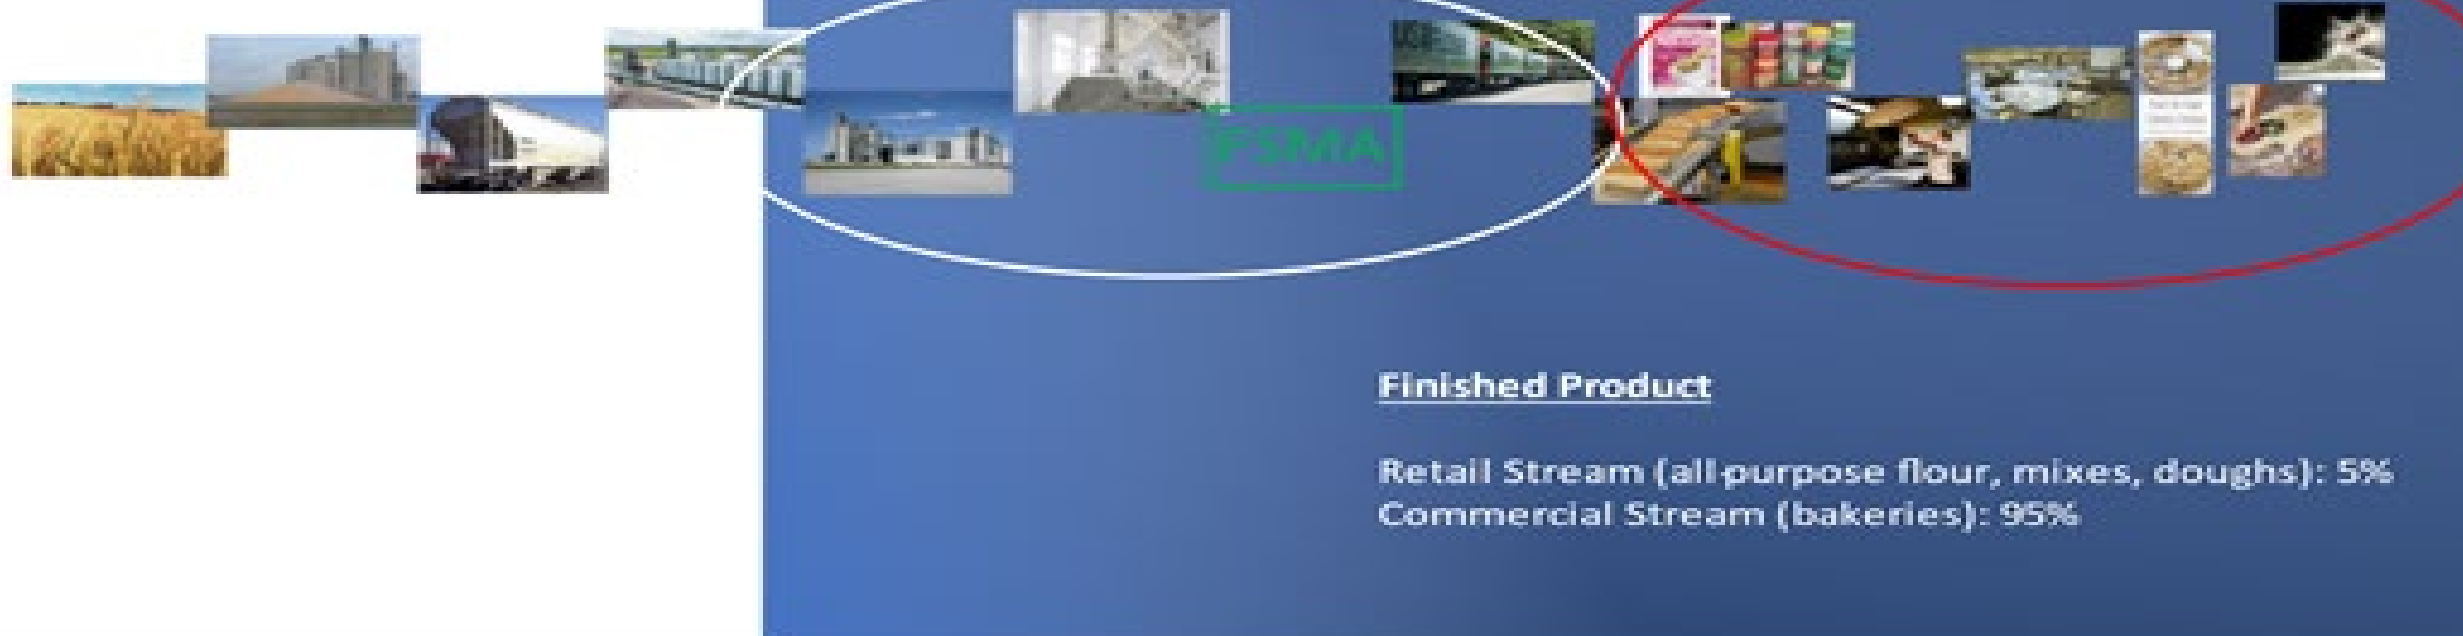 FSMA
Finished Product
Retail Stream (all-purpose flour, mixes, doughs): 5%
Commercial Stream (bakeries): 95%